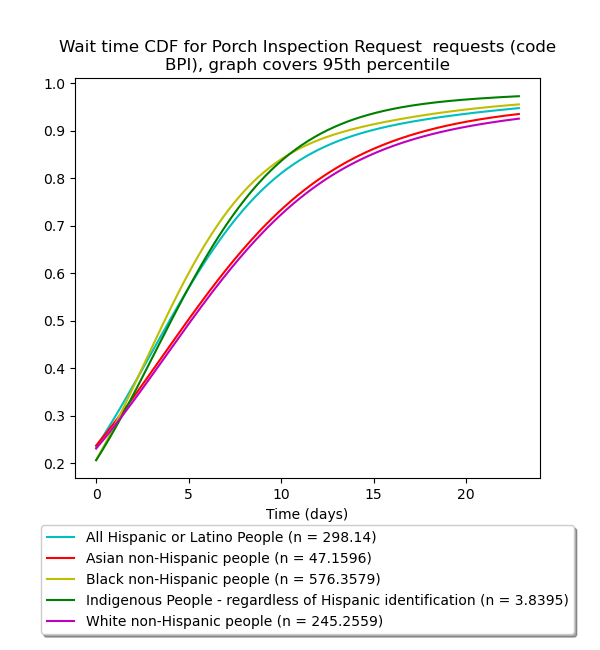 Wait time CDF for Porch Inspection Request  requests (code
BPI), graph covers 95th percentile
1.0
0.9
0.8
0.7
0.6
0.5
0.4
0.3
0.2
0
5
10
15
20
Time (days)
All Hispanic or Latino People (n = 298.14)
Asian non-Hispanic people (n = 47.1596)
Black non-Hispanic people (n = 576.3579)
Indigenous People - regardless of Hispanic identification (n = 3.8395)
White non-Hispanic people (n = 245.2559)